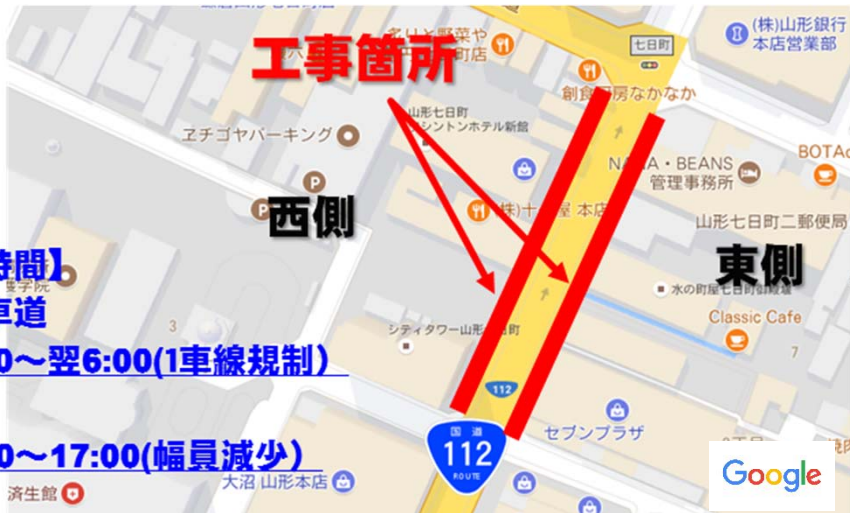 (株)山形銀行
本店営業部
七日町
工事箇所
創食工房なかなか
山形七日町
ワシントンホテル新館
ヱチゴヤパーキング
P
P
BOTA
NANA・BEANS
管理事務所
西側
(株)十一屋 本店
山形七日町二郵便局
東側
時間】
水の町屋七日町御殿堰
車道
Classic Cafe
3
シティタワー山形七日町
7
0～翌6:00(1車線規制）
112
セブンプラザ
国道
112
ROUTE
0～17:00(幅員減少）
大沼 山形本店
済生館
Google